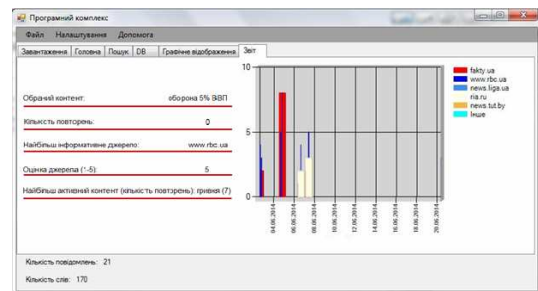 Програмний комплекс
Файл Налаштування Допомога
Завантаження Головна Пошук DB Графічне відображення Звіт
Обраний контент: оборона 5% ВВП
Кількість повторень: 0
Найбільш інформативне джерело: www.rbc.ua
Оцінка джерела (1-5): 5
Найбільш активний контент (кількість повторень): гривня (7)
10
5
0
04.06.2014
06.06.2014
08.06.2014
10.06.2014
12.06.2014
14.06.2014
16.06.2014
18.06.2014
20.06.2014
fakty.ua
www.rbc.ua
news.liga.ua
ria.ru
news.tut.by
Інше
Кількість повідомлень: 21
Кількість слів: 170